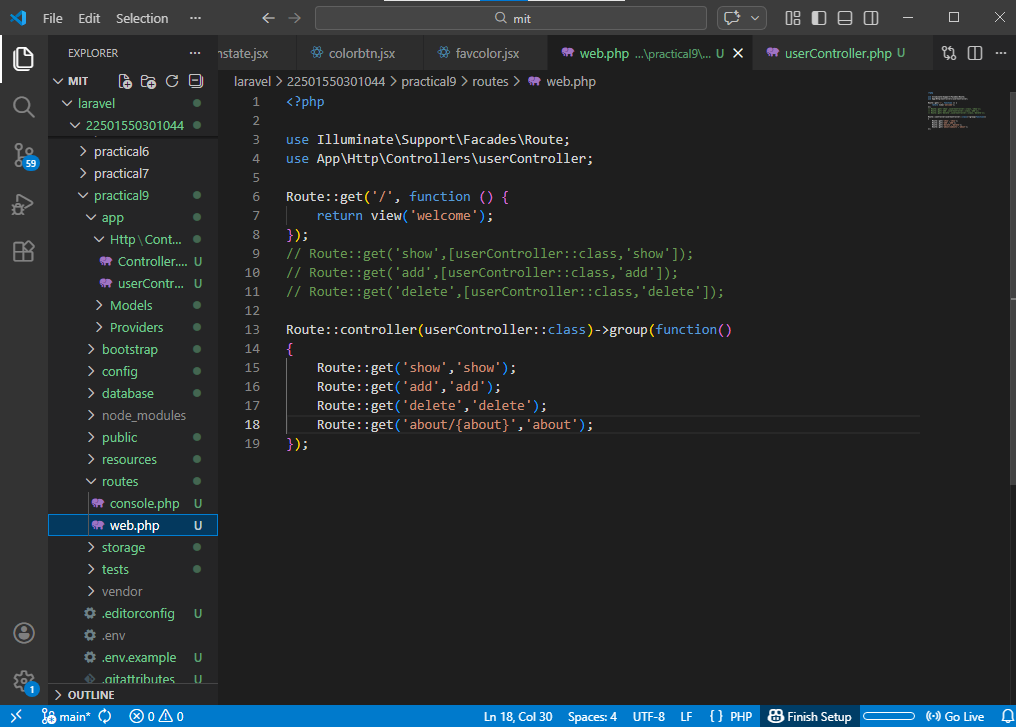 File Edit Selection ··· mit
EXPLORER ···
nstate.jsx colorbtn.jsx favcolor.jsx web.php ...\practical9\... U userController.php U ···
MIT
laravel > 22501550301044 > practical9 > routes > web.php
laravel
22501550301044
practical6
practical7
practical9
app
Http\Cont...
Controller.... U
userContr... U
Models
Providers
bootstrap
config
database
node_modules
public
resources
routes
console.php U
web.php U
storage
tests
vendor
.editorconfig U
.env
.env.example U
.gitattributes U
OUTLINE
59
1
1 <?php
2
3 use Illuminate\Support\Facades\Route;
4 use App\Http\Controllers\userController;
5
6 Route::get('/', function () {
7     return view('welcome');
8 });
9 // Route::get('show',[userController::class,'show']);
10 // Route::get('add',[userController::class,'add']);
11 // Route::get('delete',[userController::class,'delete']);
12
13 Route::controller(userController::class)->group(function()
14 {
15     Route::get('show','show');
16     Route::get('add','add');
17     Route::get('delete','delete');
18     Route::get('about/{about}','about');
19 });
main* 0 0 Ln 18, Col 30 Spaces: 4 UTF-8 LF { } PHP Finish Setup Go Live